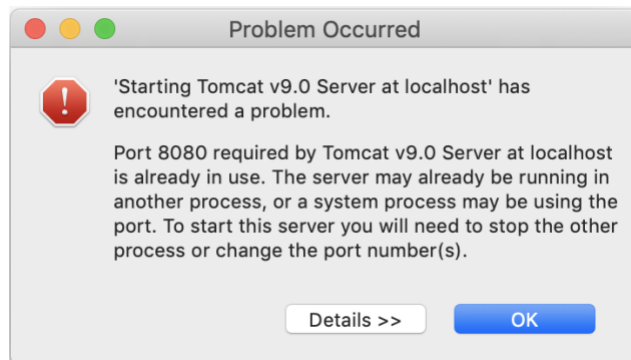 Problem Occurred
'Starting Tomcat v9.0 Server at localhost' has
encountered a problem.
Port 8080 required by Tomcat v9.0 Server at localhost
is already in use. The server may already be running in
another process, or a system process may be using the
port. To start this server you will need to stop the other
process or change the port number(s).
Details >>
OK